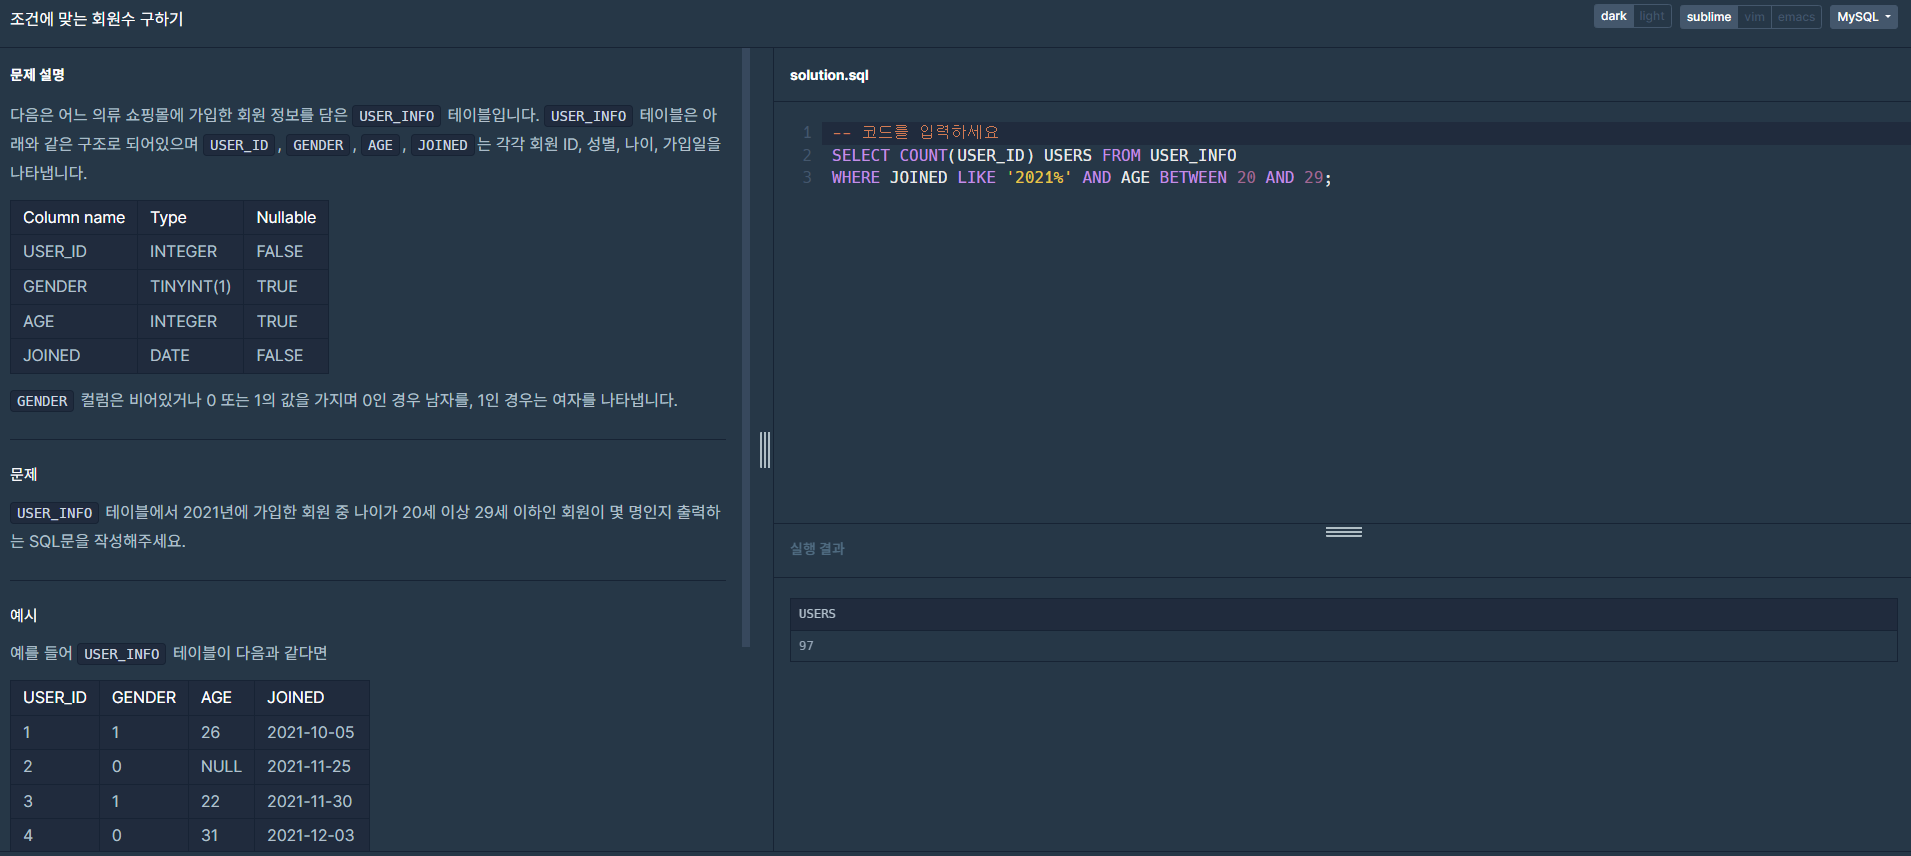 조건에 맞는 회원수 구하기
dark light sublime vim emacs MySQL
문제 설명
다음은 어느 의류 쇼핑몰에 가입한 회원 정보를 담은 USER_INFO 테이블입니다. USER_INFO 테이블은 아
래와 같은 구조로 되어있으며 USER_ID , GENDER , AGE , JOINED 는 각각 회원 ID, 성별, 나이, 가입일을
나타냅니다.
Column name Type Nullable
USER_ID INTEGER FALSE
GENDER TINYINT(1) TRUE
AGE INTEGER TRUE
JOINED DATE FALSE
GENDER 컬럼은 비어있거나 0 또는 1의 값을 가지며 0인 경우 남자를, 1인 경우는 여자를 나타냅니다.
문제
USER_INFO 테이블에서 2021년에 가입한 회원 중 나이가 20세 이상 29세 이하인 회원이 몇 명인지 출력하
는 SQL문을 작성해주세요.
예시
예를 들어 USER_INFO 테이블이 다음과 같다면
USER_ID GENDER AGE JOINED
1 1 26 2021-10-05
2 0 NULL 2021-11-25
3 1 22 2021-11-30
4 0 31 2021-12-03
solution.sql
1 -- 코드를 입력하세요
2 SELECT COUNT(USER_ID) USERS FROM USER_INFO
3 WHERE JOINED LIKE '2021%' AND AGE BETWEEN 20 AND 29;
실행 결과
USERS
97